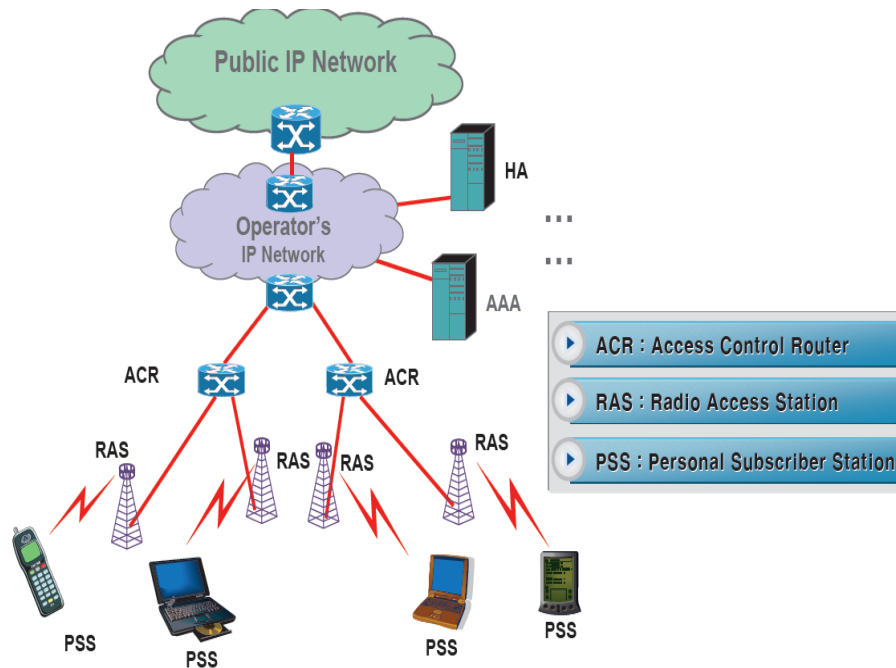 Public IP Network
HA
...
Operator's
IP Network
...
AAA
ACR : Access Control Router
ACR
ACR
RAS : Radio Access Station
RAS
RAS
RAS
RAS
PSS : Personal Subscriber Station
PSS
PSS
PSS
PSS